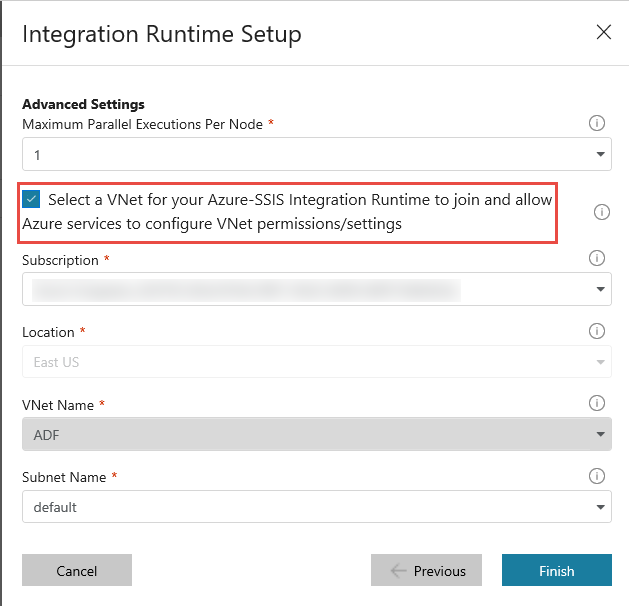 Integration Runtime Setup
Advanced Settings
Maximum Parallel Executions Per Node *
1
Select a VNet for your Azure-SSIS Integration Runtime to join and allow
Azure services to configure VNet permissions/settings
Subscription *
Location *
East US
VNet Name *
ADF
Subnet Name *
default
Cancel
Previous
Finish